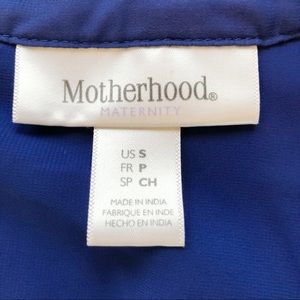 Motherhood®
MATERNITY
US S
FR P
SP CH
MADE IN INDIA
FABRIQUE EN INDE
HECHO EN INDIA